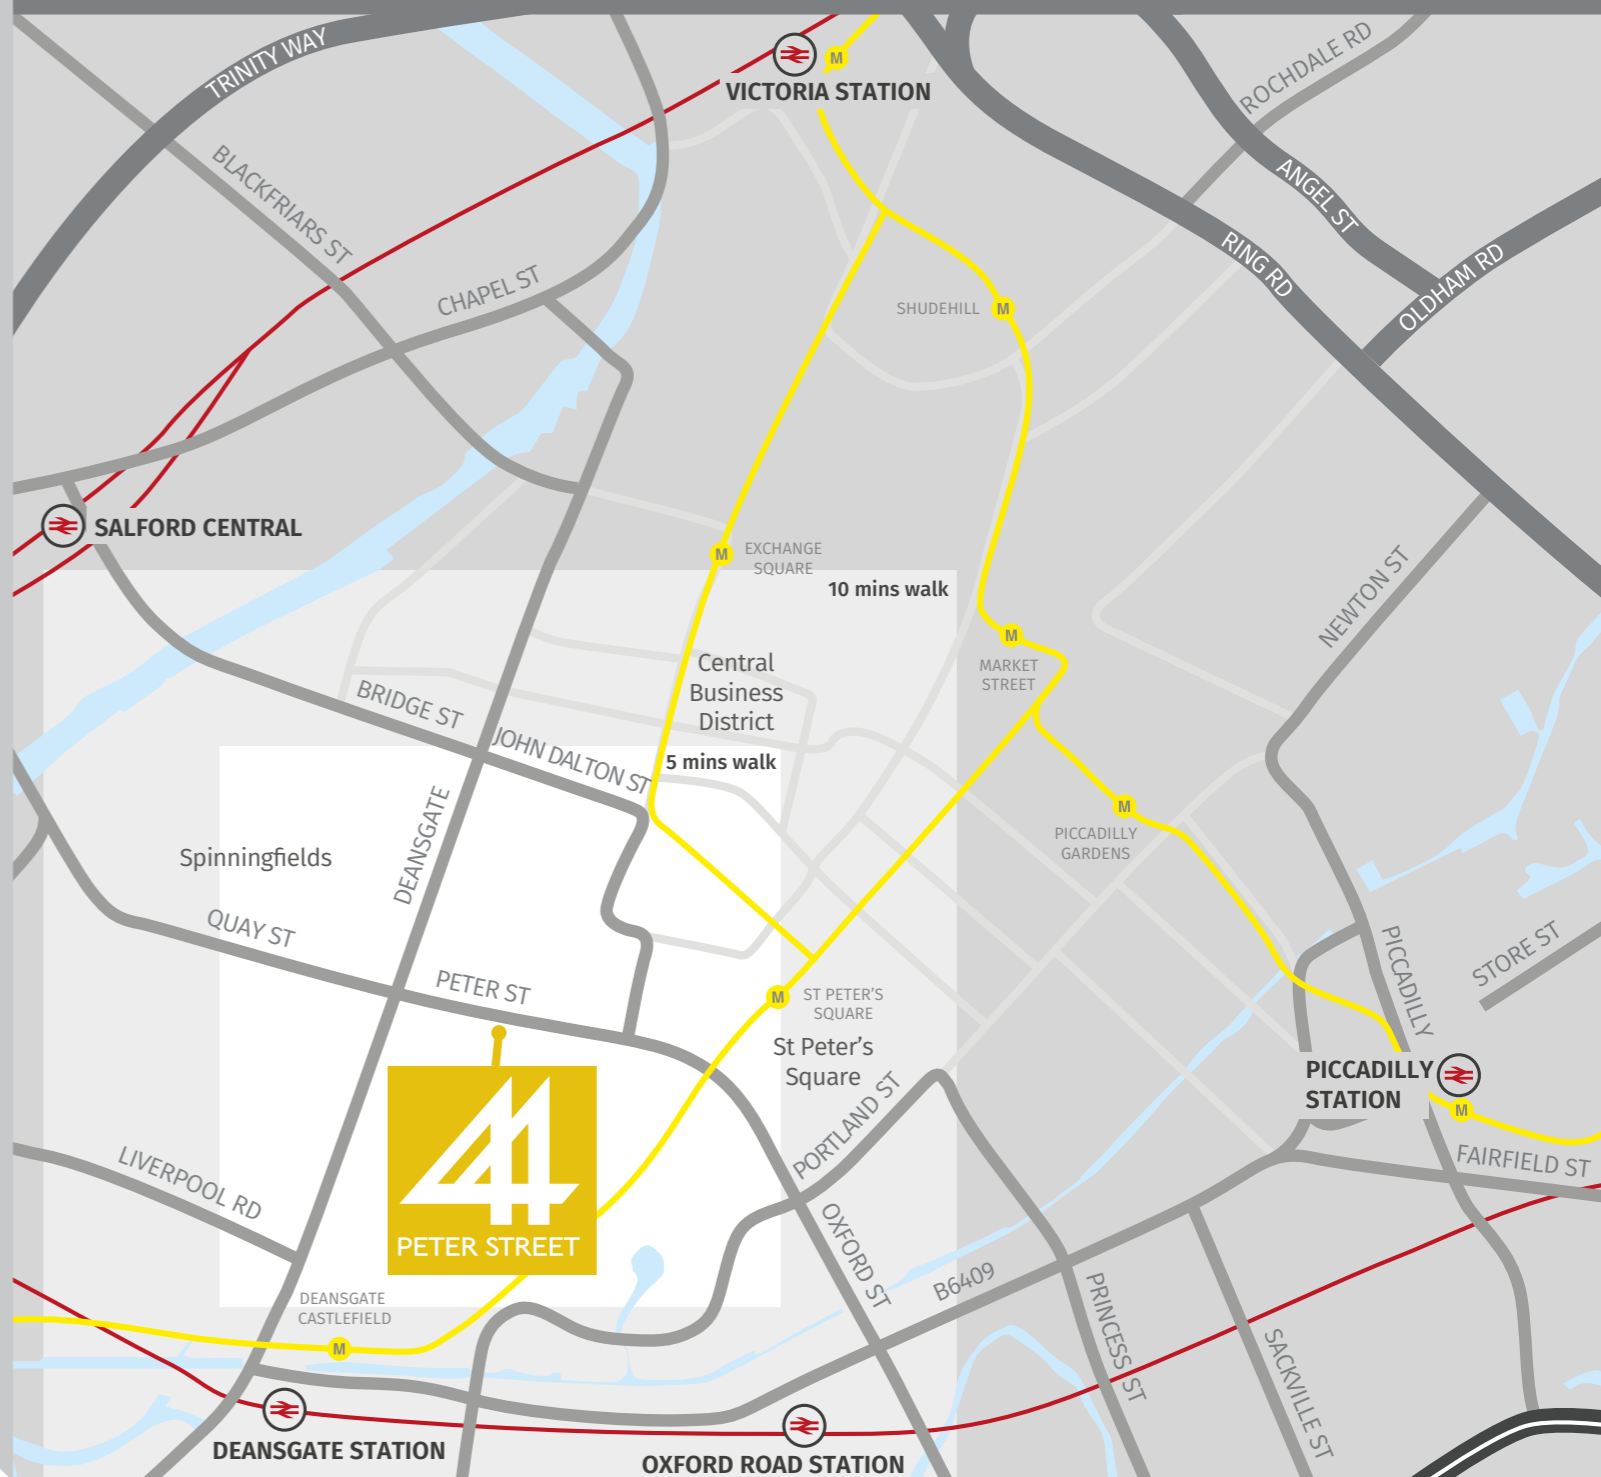 TRINITY WAY
M
VICTORIA STATION
ROCHDALE RD
BLACKFRIARS ST
ANGEL ST
RING RD
OLDHAM RD
CHAPEL ST
SHUDEHILL
M
SALFORD CENTRAL
M
EXCHANGE
SQUARE
10 mins walk
NEWTON ST
M
MARKET
STREET
Central
Business
District
BRIDGE ST
JOHN DALTON ST
5 mins walk
M
PICCADILLY
GARDENS
DEANSGATE
Spinningfields
QUAY ST
PETER ST
PICCADILLY
STORE ST
M
ST PETER'S
SQUARE
St Peter's
Square
PICCADILLY
STATION
M
PORTLAND ST
44
PETER STREET
LIVERPOOL RD
FAIRFIELD ST
OXFORD ST
B6409
PRINCESS ST
SACKVILLE ST
DEANSGATE
CASTLEFIELD
M
DEANSGATE STATION
OXFORD ROAD STATION